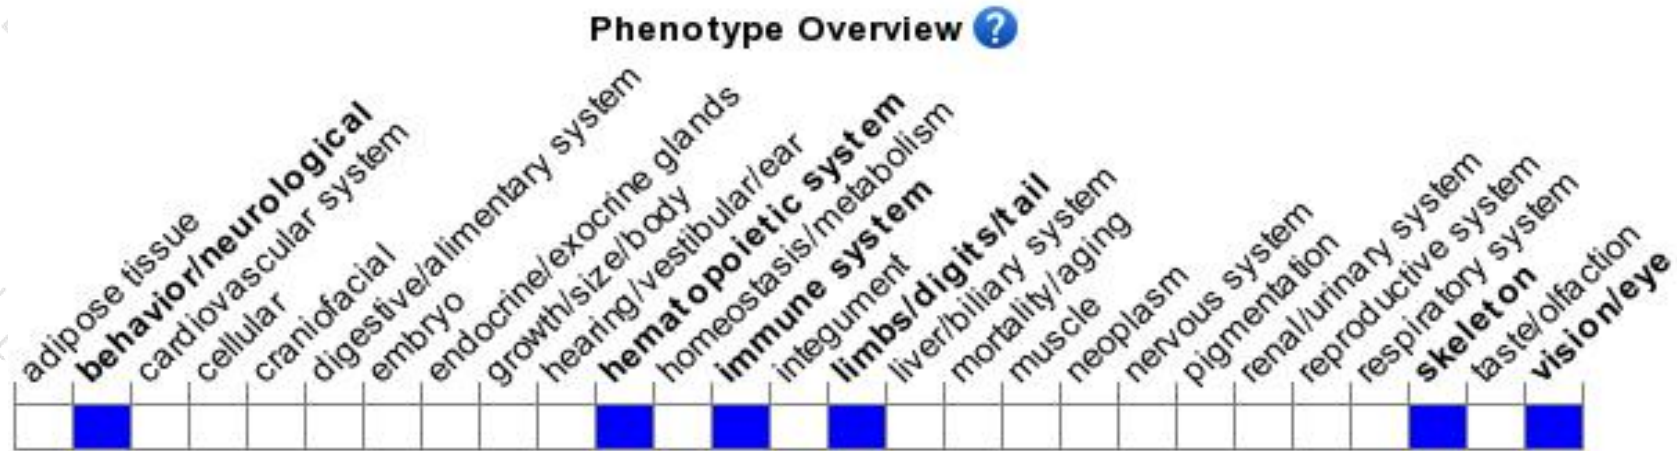 Phenotype Overview ?
adipose tissue
behavior/neurological
cardiovascular system
cellular
craniofacial
digestive/alimentary system
embryo
endocrine/exocrine glands
growth/size/body
hearing/vestibular/ear
hematopoietic system
homeostasis/metabolism
immune system
integument
limbs/digits/tail
liver/biliary system
mortality/aging
muscle
neoplasm
nervous system
pigmentation
renal/urinary system
reproductive system
respiratory system
skeleton
taste/olfaction
vision/eye